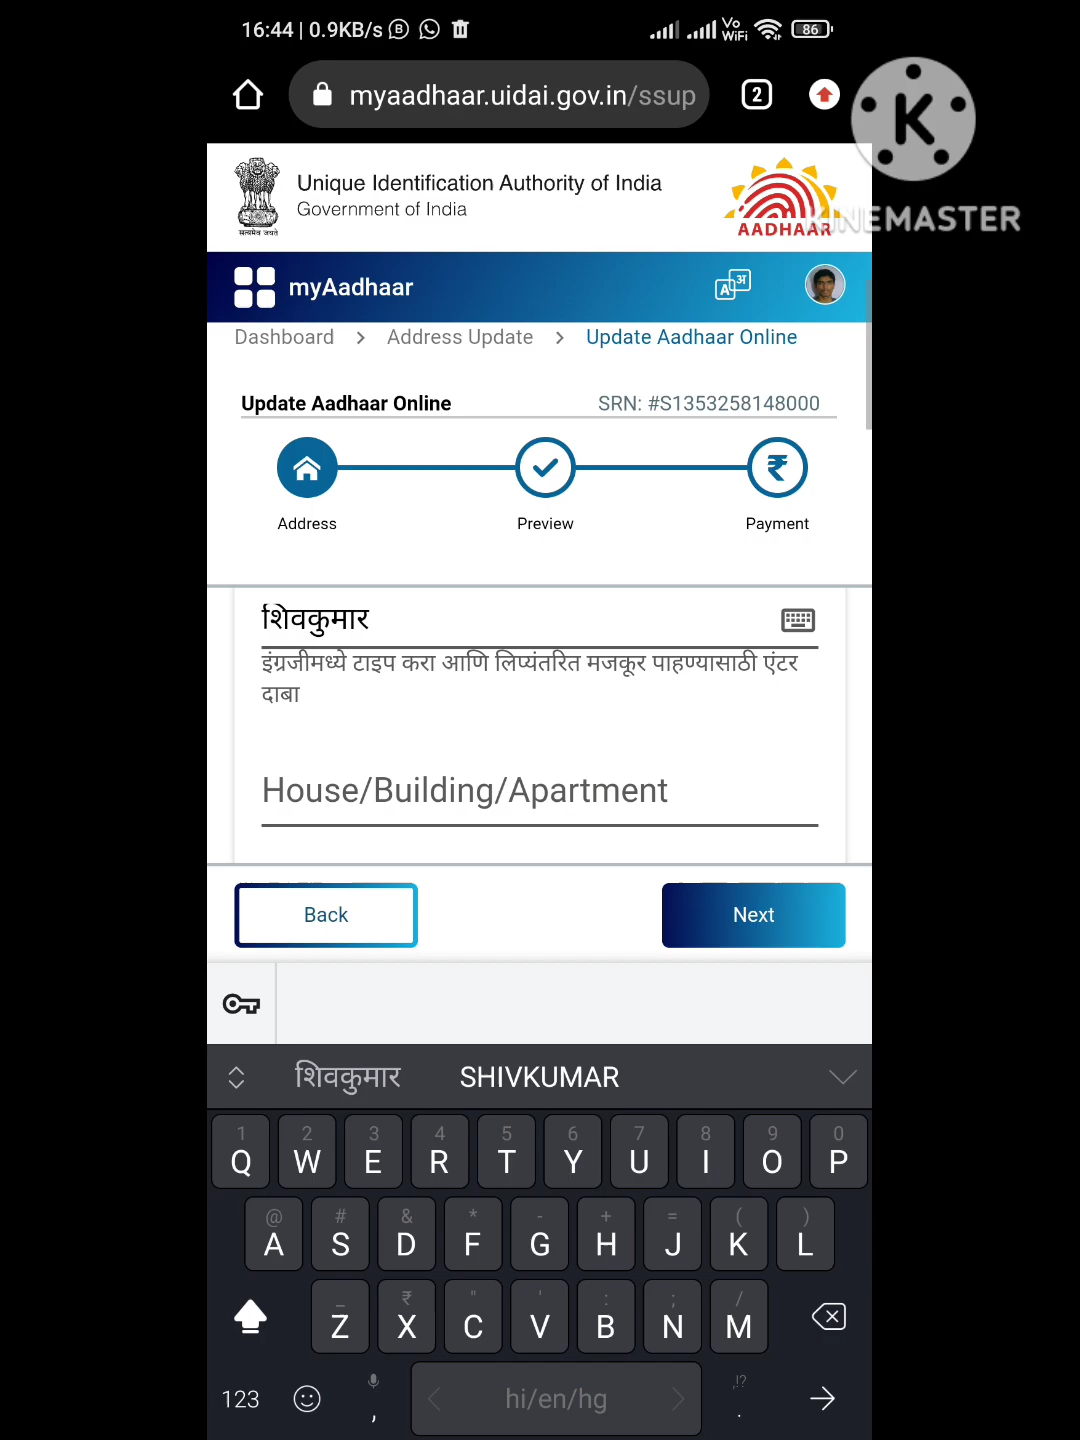 16:44 | 0.9KB/s
Vo WiFi
86
myaadhaar.uidai.gov.in/ssup
2
K
KINEMASTER
सत्यमेव जयते
Unique Identification Authority of India
Government of India
AADHAAR
myAadhaar
A अ
Dashboard > Address Update > Update Aadhaar Online
Update Aadhaar Online SRN: #S1353258148000
₹
Address Preview Payment
शिवकुमार
इंग्रजीमध्ये टाइप करा आणि लिप्यंतरित मजकूर पाहण्यासाठी एंटर
दाबा
House/Building/Apartment
Back Next
शिवकुमार SHIVKUMAR
1 2 3 4 5 6 7 8 9 0
Q W E R T Y U I O P
@ # & * - + = ( )
A S D F G H J K L
_ ₹ " ' : ; /
Z X C V B N M
,!?
123 , hi/en/hg .